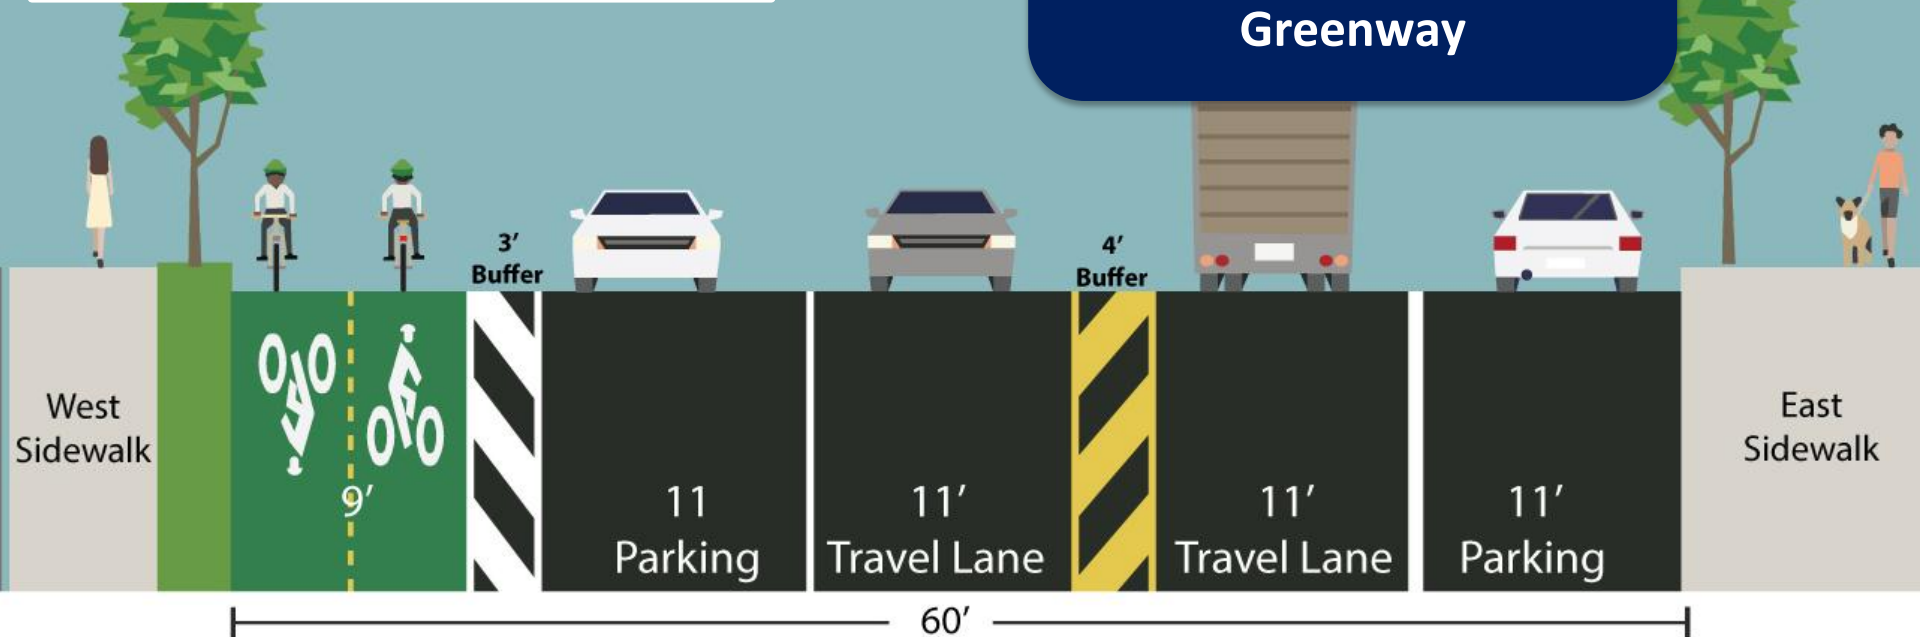 Greenway
3’
Buffer
4’
Buffer
West
Sidewalk
9’
11
Parking
11’
Travel Lane
11’
Travel Lane
11’
Parking
East
Sidewalk
60’